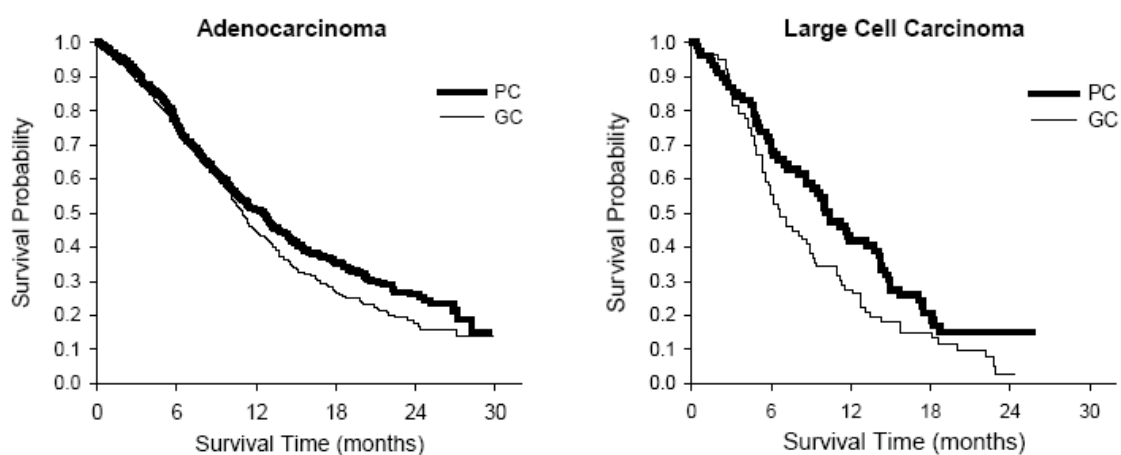 Adenocarcinoma
Survival Probability
1.0
0.9
0.8
0.7
0.6
0.5
0.4
0.3
0.2
0.1
0.0
PC
GC
0 6 12 18 24 30
Survival Time (months)
Large Cell Carcinoma
Survival Probability
1.0
0.9
0.8
0.7
0.6
0.5
0.4
0.3
0.2
0.1
0.0
PC
GC
0 6 12 18 24 30
Survival Time (months)